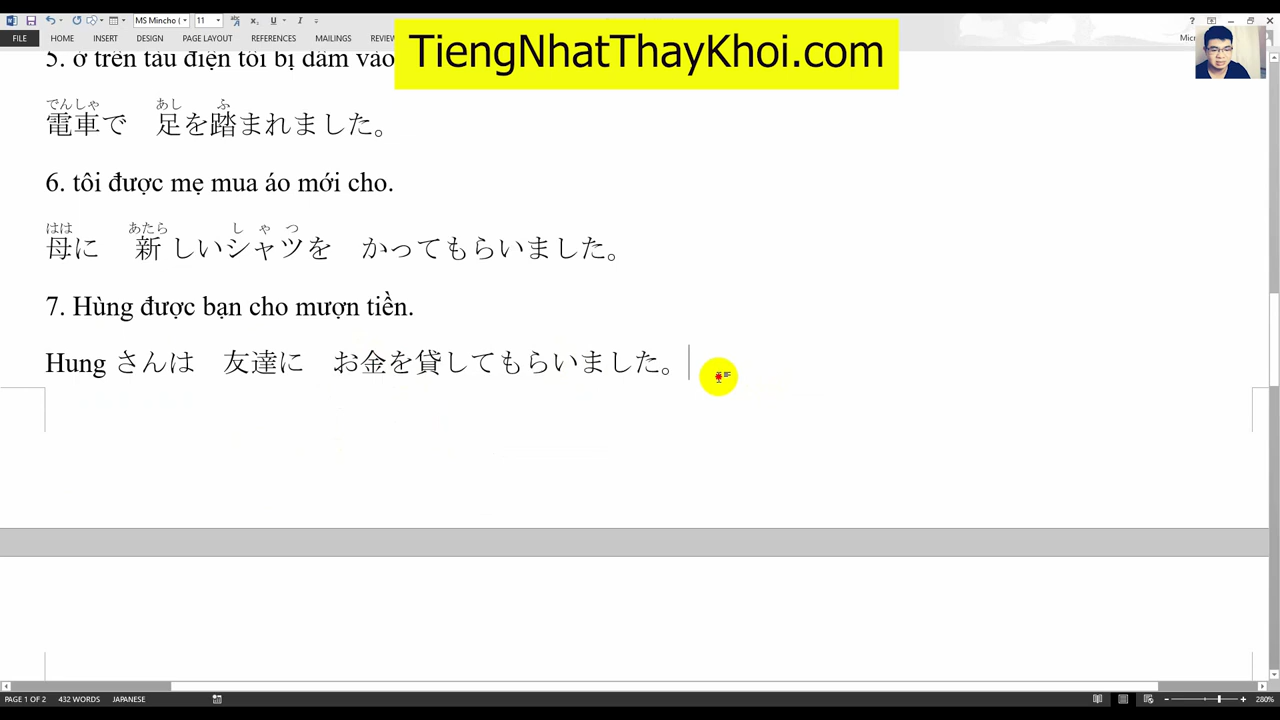 MS Mincho (
11
FILE
HOME
INSERT
DESIGN
PAGE LAYOUT
REFERENCES
MAILINGS
TiengNhatThayKhoi.com
5. ở trên tàu điện tôi bị dẫm vào
でんしゃ あし ふ
電車で 足を踏まれました。
6. tôi được mẹ mua áo mới cho.
はは あたら し ゃ つ
母に 新しいシャツを かってもらいました。
7. Hùng được bạn cho mượn tiền.
Hung さんは 友達に お金を貸してもらいました。
PAGE 1 OF 2
432 WORDS
JAPANESE
280%